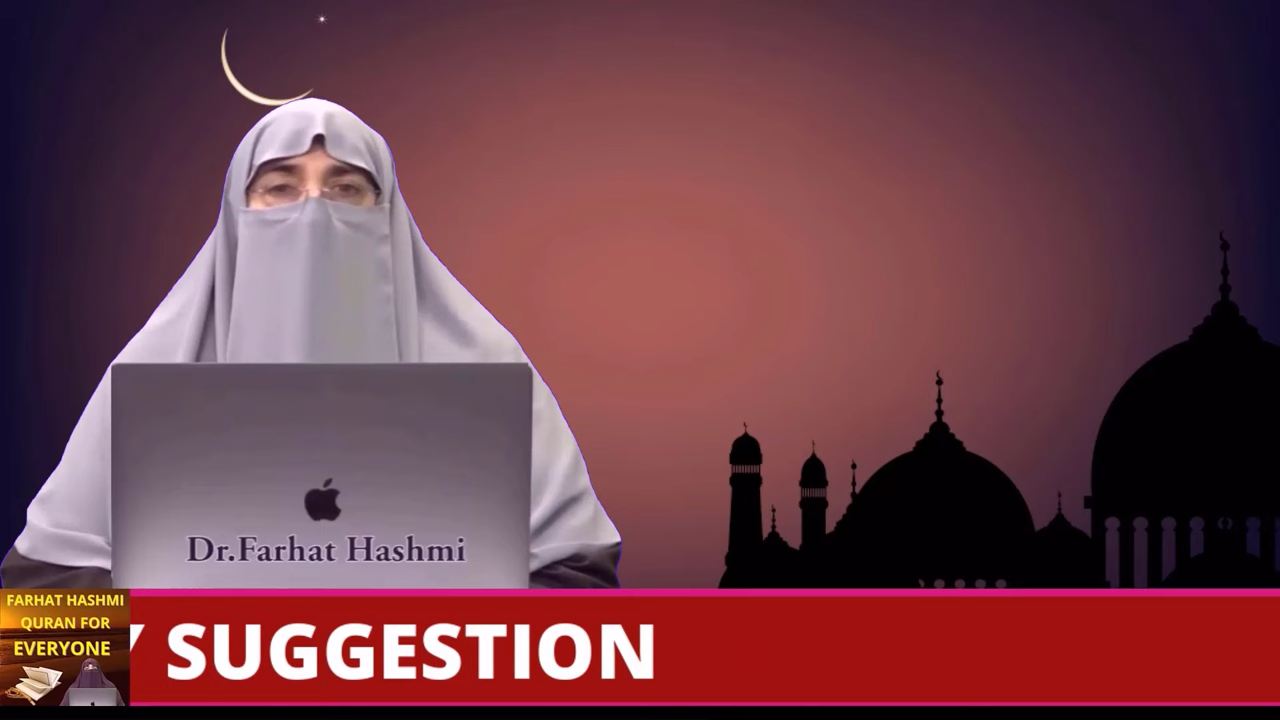 Dr.Farhat Hashmi
FARHAT HASHMI
QURAN FOR
EVERYONE
SUGGESTION